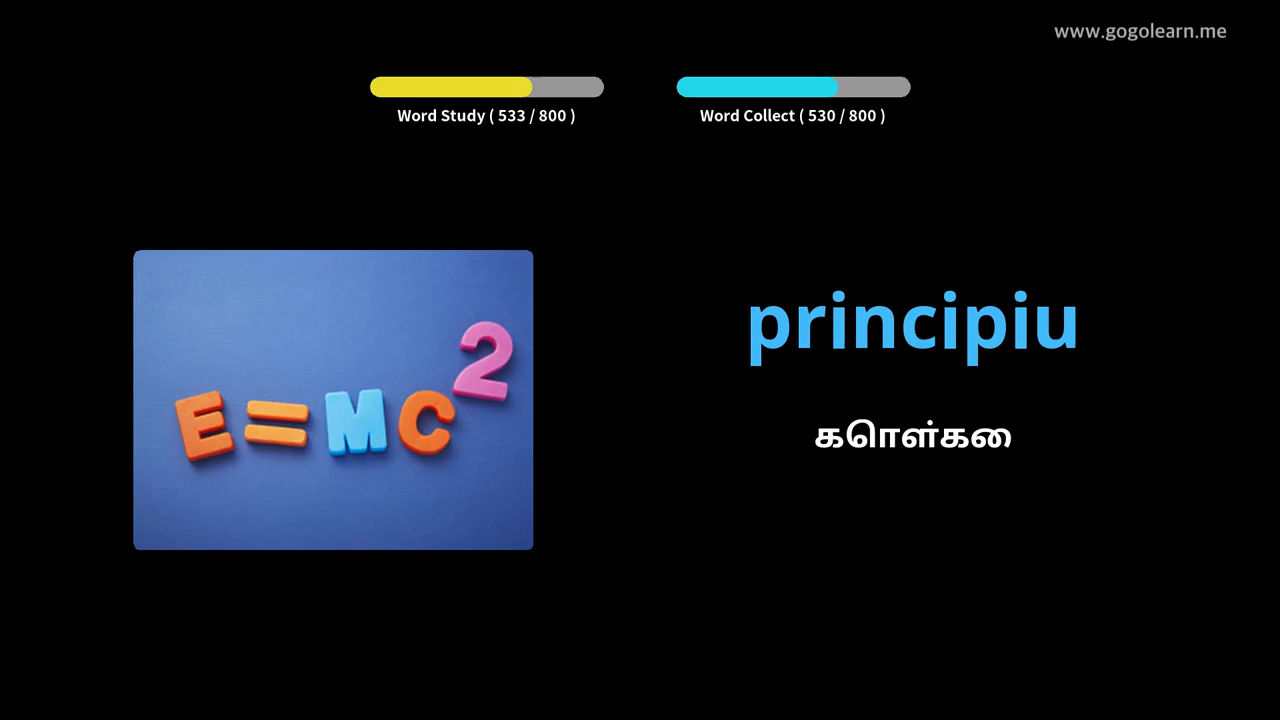 www.gogolearn.me
Word Study ( 533 / 800 )
Word Collect ( 530 / 800 )
E=MC2
principiu
கொள்கை